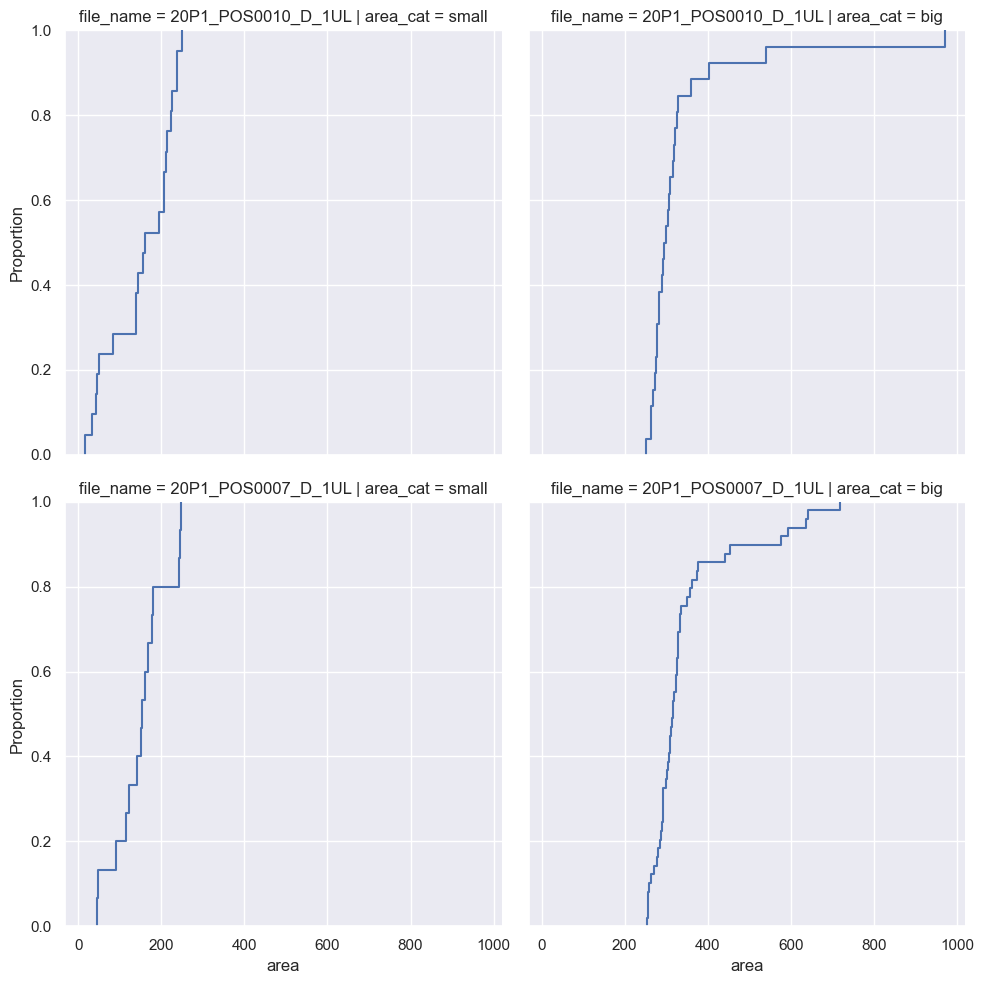 file_name = 20P1_POS0010_D_1UL | area_cat = small
file_name = 20P1_POS0010_D_1UL | area_cat = big
1.0
0.8
0.6
0.4
0.2
0.0
Proportion
file_name = 20P1_POS0007_D_1UL | area_cat = small
file_name = 20P1_POS0007_D_1UL | area_cat = big
1.0
0.8
0.6
0.4
0.2
0.0
Proportion
0 200 400 600 800 1000
0 200 400 600 800 1000
area
area